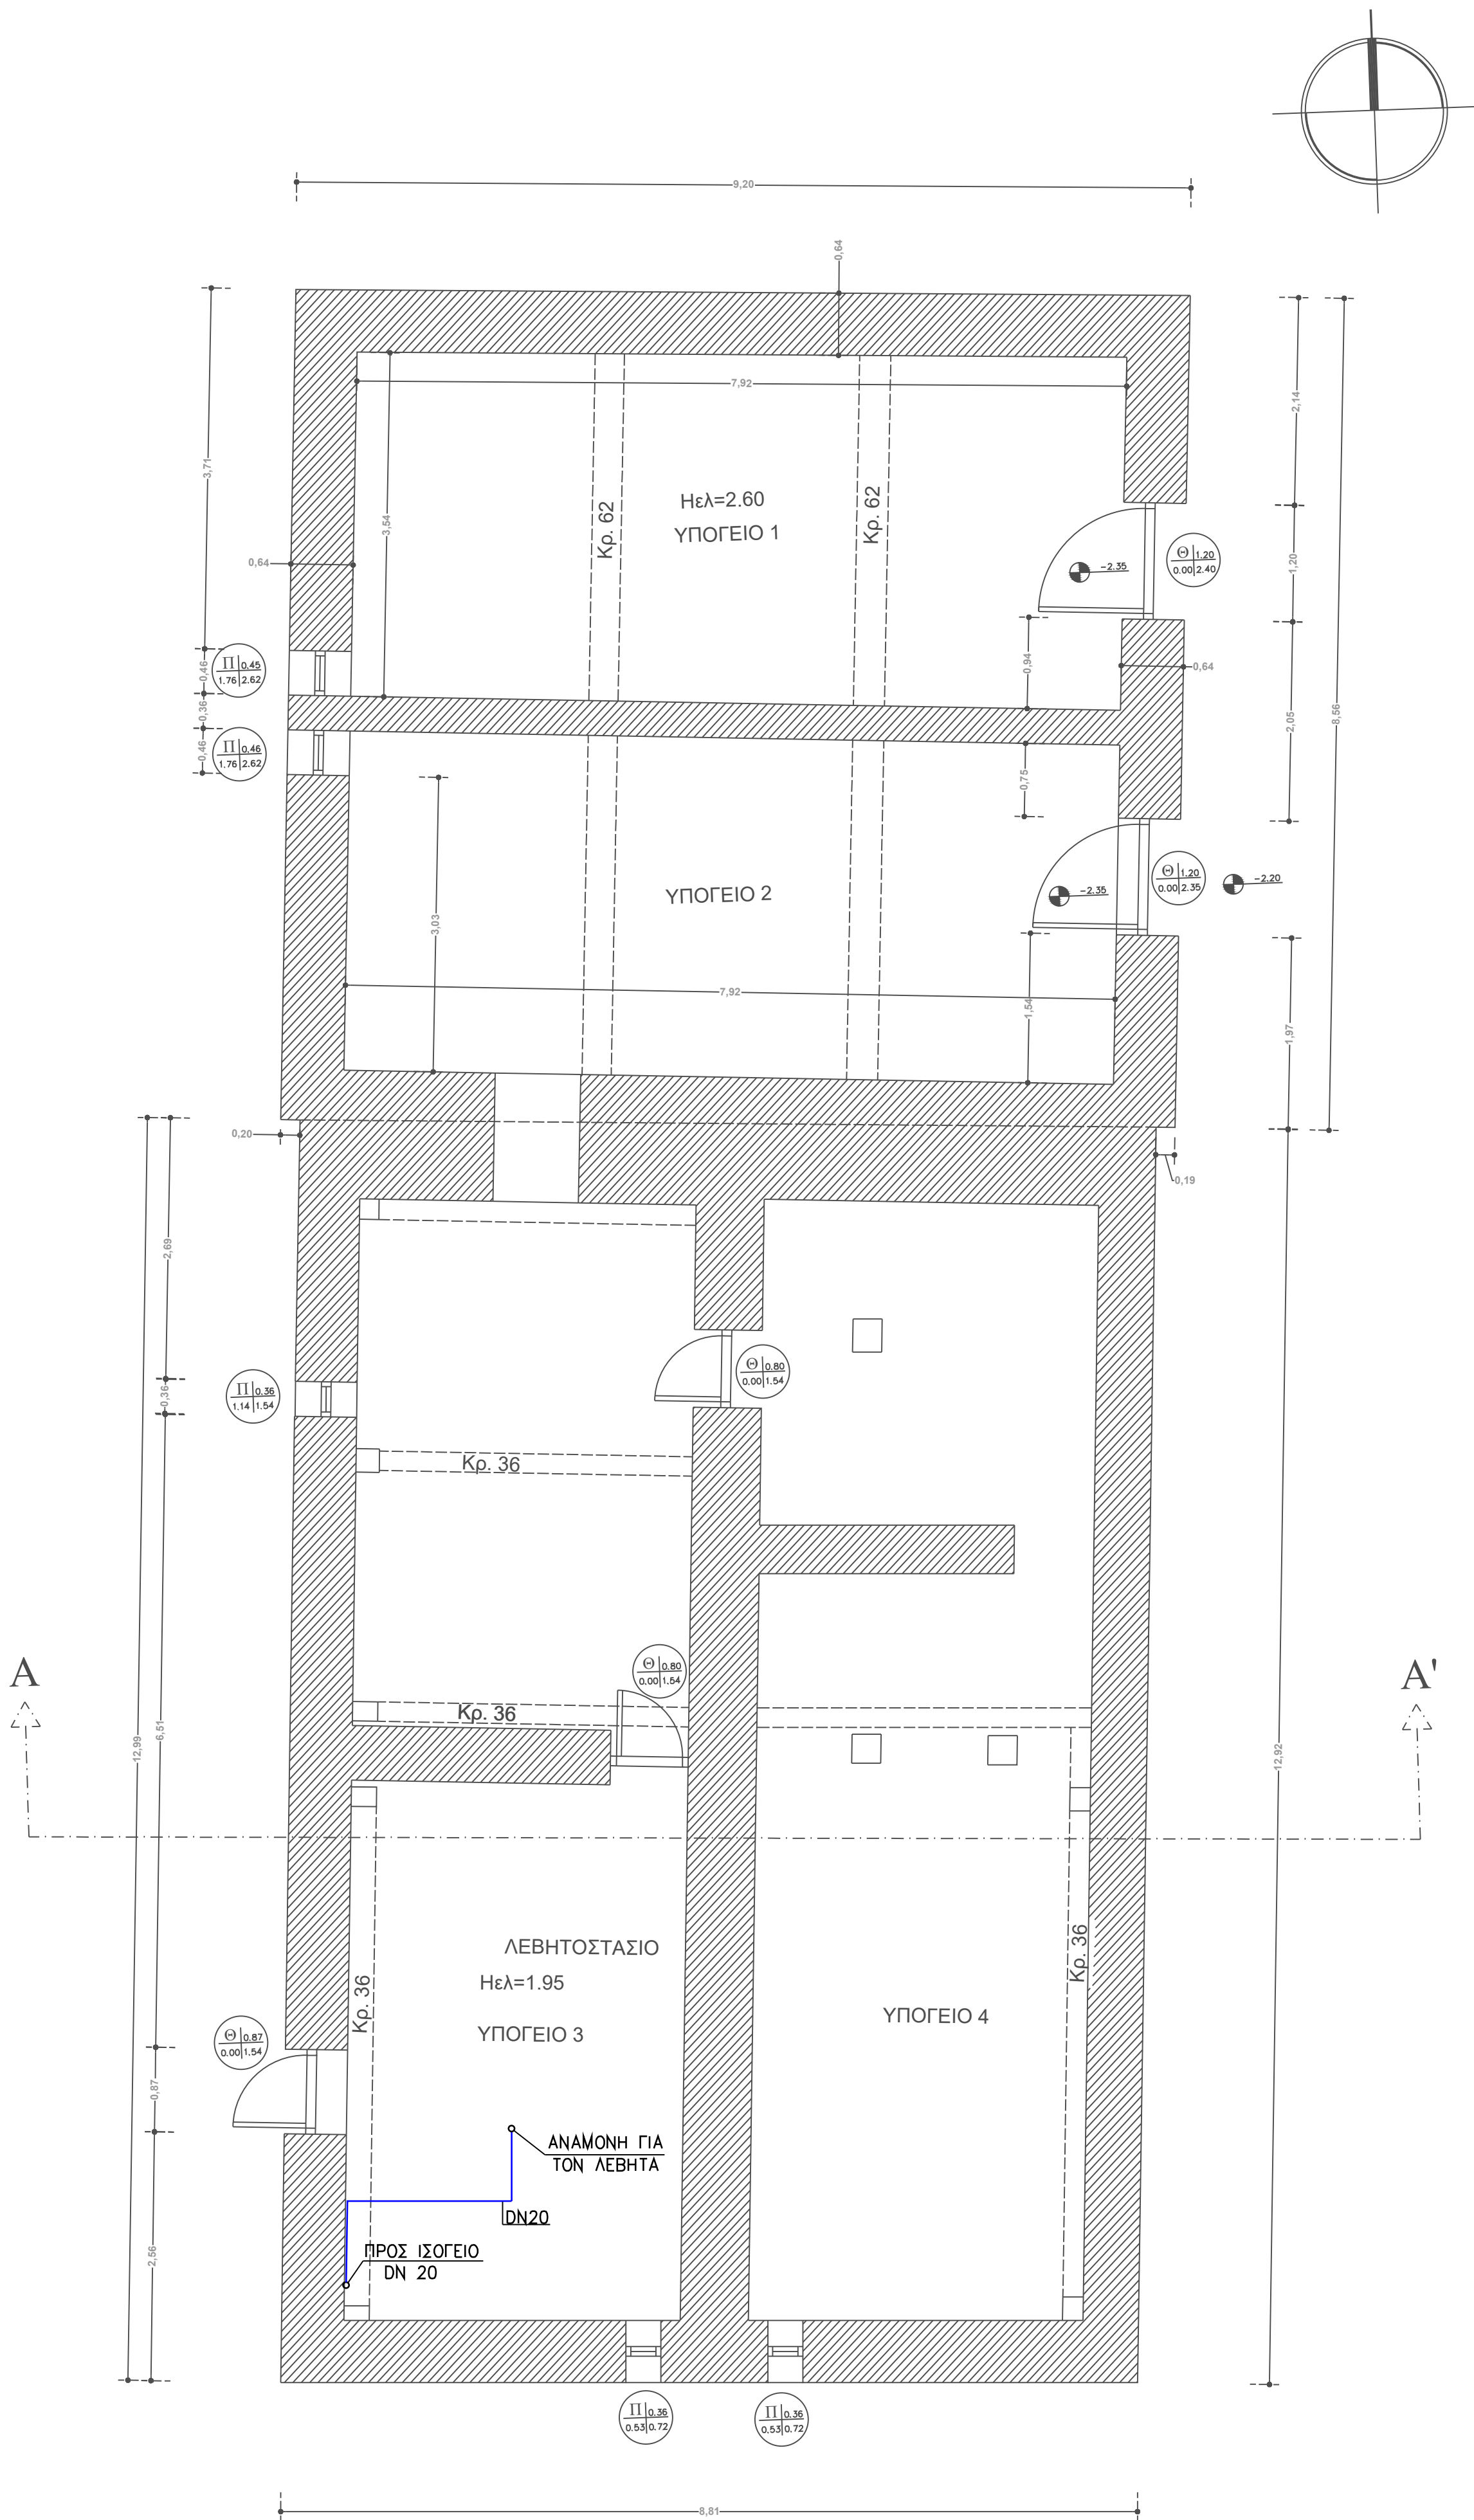 9,20
0,64
7,92
2,14
3,71
3,54
Κρ. 62
Ηελ=2.60
ΥΠΟΓΕΙΟ 1
Κρ. 62
0,64
-2.35
Θ 1.20
0.00 2.40
1,20
0,46
Π 0.45
1.76 2.62
0,94
0,64
0,36
2,05
8,56
0,46
Π 0.46
1.76 2.62
0,75
ΥΠΟΓΕΙΟ 2
-2.35
Θ 1.20
0.00 2.35
-2.20
3,03
7,92
1,54
1,97
0,20
0,19
2,69
Θ 0.80
0.00 1.54
0,36
Π 0.36
1.14 1.54
Κρ. 36
Θ 0.80
0.00 1.54
A
A'
Κρ. 36
6,51
12,99
12,92
ΛΕΒΗΤΟΣΤΑΣΙΟ
Ηελ=1.95
Κρ. 36
Κρ. 36
ΥΠΟΓΕΙΟ 3
ΥΠΟΓΕΙΟ 4
Θ 0.87
0.00 1.54
0,87
ΑΝΑΜΟΝΗ ΓΙΑ
ΤΟΝ ΛΕΒΗΤΑ
DN20
2,56
ΠΡΟΣ ΙΣΟΓΕΙΟ
DN 20
Π 0.36
0.53 0.72
Π 0.36
0.53 0.72
8,81